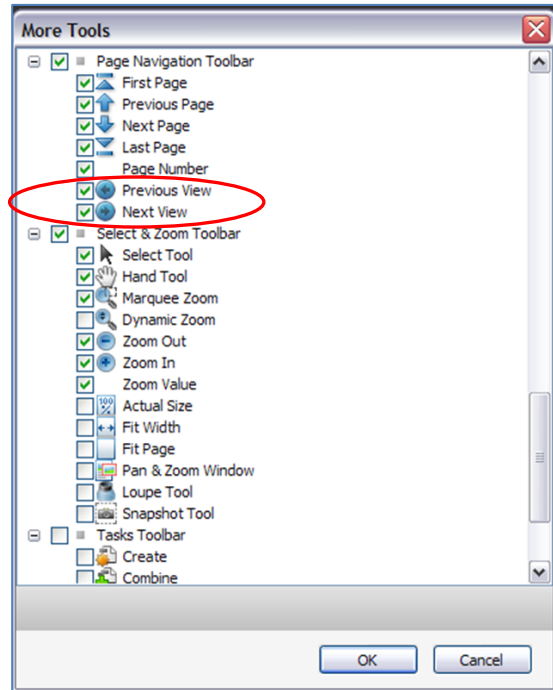 More Tools
Page Navigation Toolbar
First Page
Previous Page
Next Page
Last Page
Page Number
Previous View
Next View
Select & Zoom Toolbar
Select Tool
Hand Tool
Marquee Zoom
Dynamic Zoom
Zoom Out
Zoom In
Zoom Value
Actual Size
Fit Width
Fit Page
Pan & Zoom Window
Loupe Tool
Snapshot Tool
Tasks Toolbar
Create
Combine
OK Cancel